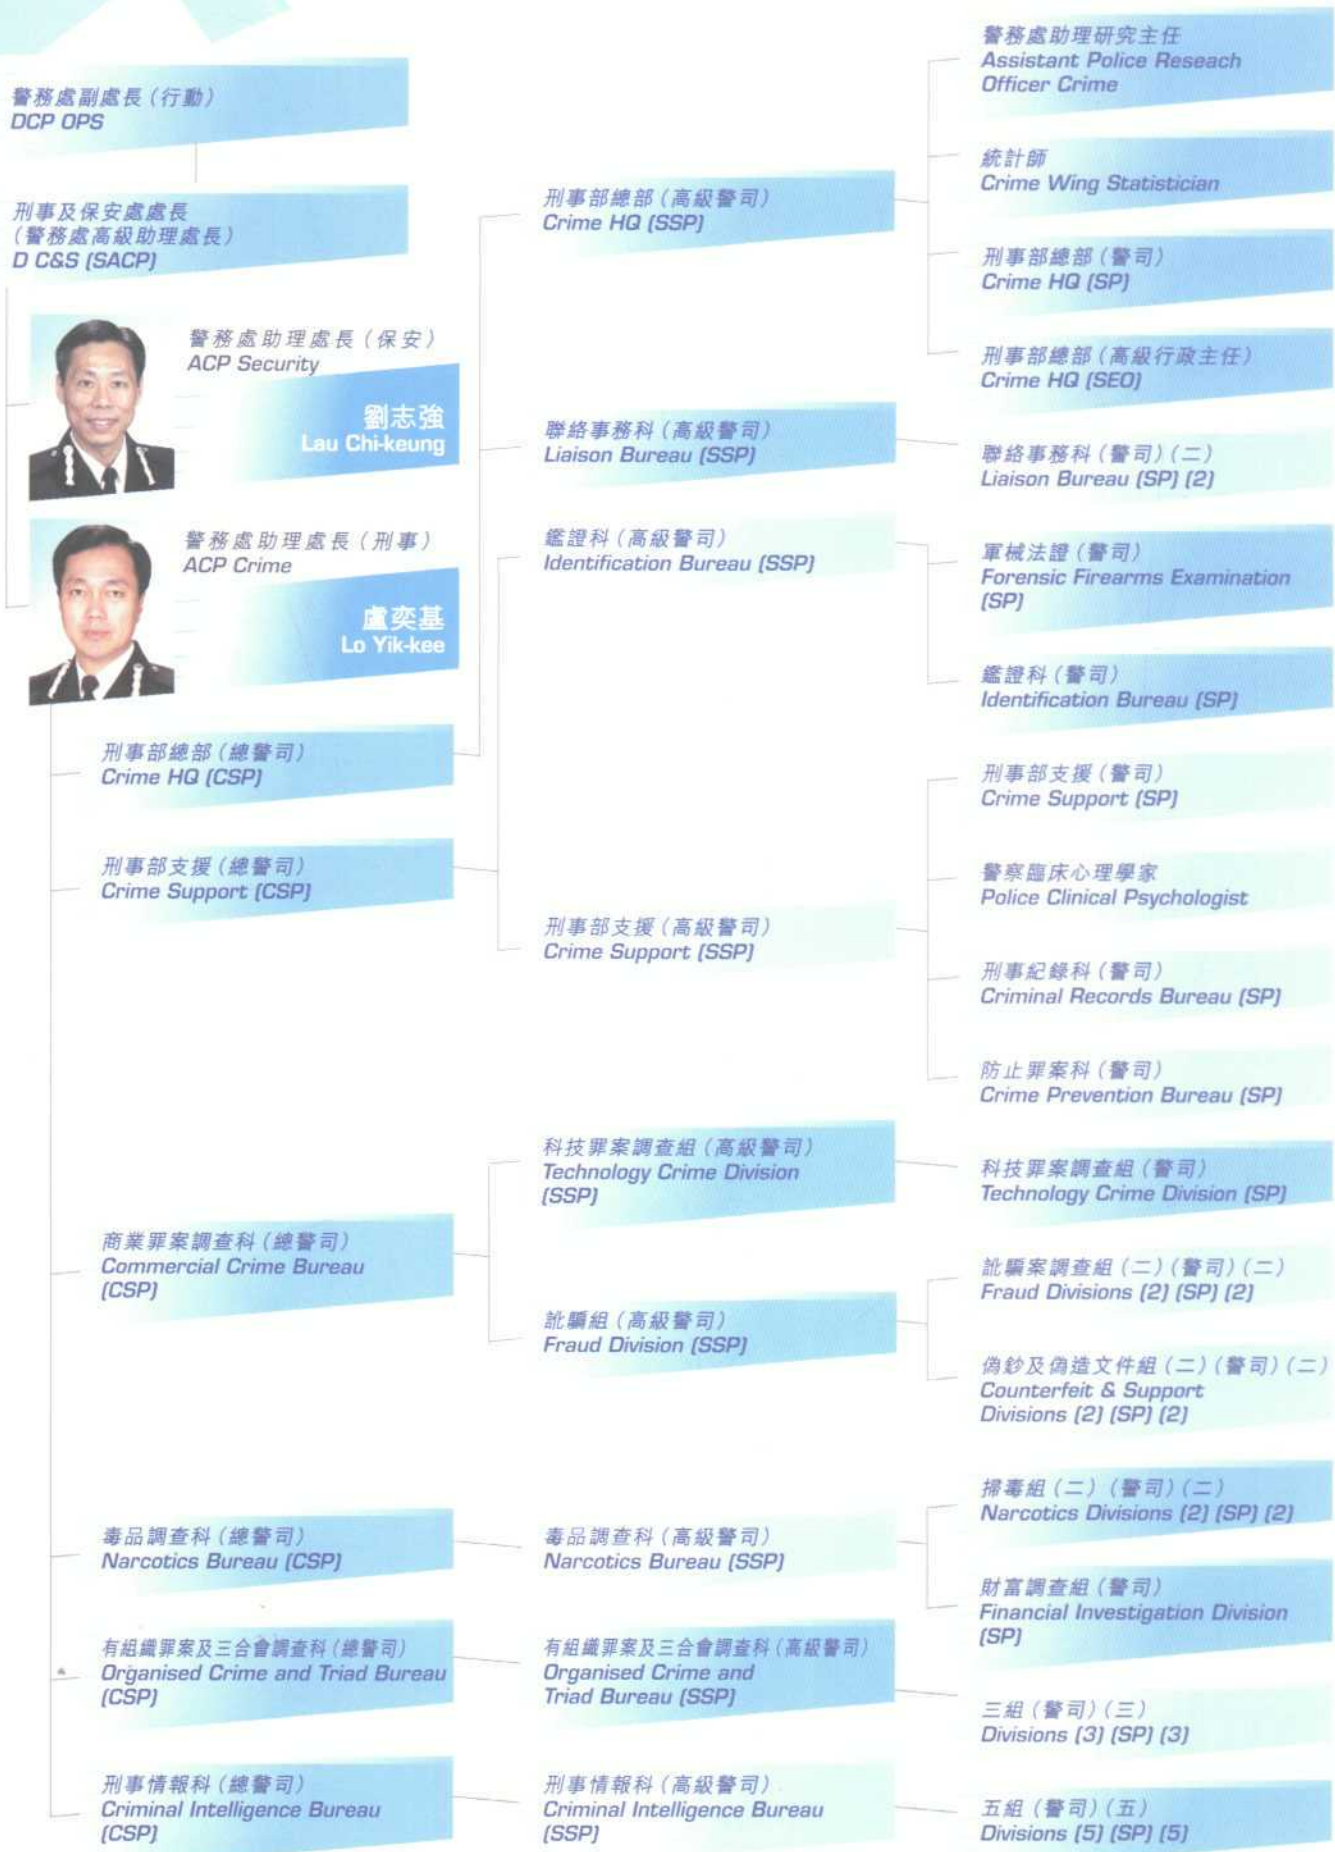 警務處副處長(行動)
DCP OPS
刑事及保安處處長
(警務處高級助理處長)
D C&S (SACP)
警務處助理處長(保安)
ACP Security
劉志強
Lau Chi-keung
警務處助理處長(刑事)
ACP Crime
盧奕基
Lo Yik-kee
刑事部總部(總警司)
Crime HQ (CSP)
刑事部支援(總警司)
Crime Support (CSP)
商業罪案調查科(總警司)
Commercial Crime Bureau
(CSP)
毒品調查科(總警司)
Narcotics Bureau (CSP)
有組織罪案及三合會調查科(總警司)
Organised Crime and Triad Bureau
(CSP)
刑事情報科(總警司)
Criminal Intelligence Bureau
(CSP)
刑事部總部(高級警司)
Crime HQ (SSP)
聯絡事務科(高級警司)
Liaison Bureau (SSP)
鑑證科(高級警司)
Identification Bureau (SSP)
刑事部支援(高級警司)
Crime Support (SSP)
科技罪案調查組(高級警司)
Technology Crime Division
(SSP)
訛騙組(高級警司)
Fraud Division (SSP)
毒品調查科(高級警司)
Narcotics Bureau (SSP)
有組織罪案及三合會調查科(高級警司)
Organised Crime and
Triad Bureau (SSP)
刑事情報科(高級警司)
Criminal Intelligence Bureau
(SSP)
警務處助理研究主任
Assistant Police Reseach
Officer Crime
統計師
Crime Wing Statistician
刑事部總部(警司)
Crime HQ (SP)
刑事部總部(高級行政主任)
Crime HQ (SEO)
聯絡事務科(警司)(二)
Liaison Bureau (SP) (2)
軍械法證(警司)
Forensic Firearms Examination
(SP)
鑑證科(警司)
Identification Bureau (SP)
刑事部支援(警司)
Crime Support (SP)
警察臨床心理學家
Police Clinical Psychologist
刑事紀錄科(警司)
Criminal Records Bureau (SP)
防止罪案科(警司)
Crime Prevention Bureau (SP)
科技罪案調查組(警司)
Technology Crime Division (SP)
訛騙案調查組(二)(警司)(二)
Fraud Divisions (2) (SP) (2)
偽鈔及偽造文件組(二)(警司)(二)
Counterfeit & Support
Divisions (2) (SP) (2)
掃毒組(二)(警司)(二)
Narcotics Divisions (2) (SP) (2)
財富調查組(警司)
Financial Investigation Division
(SP)
三組(警司)(三)
Divisions (3) (SP) (3)
五組(警司)(五)
Divisions (5) (SP) (5)